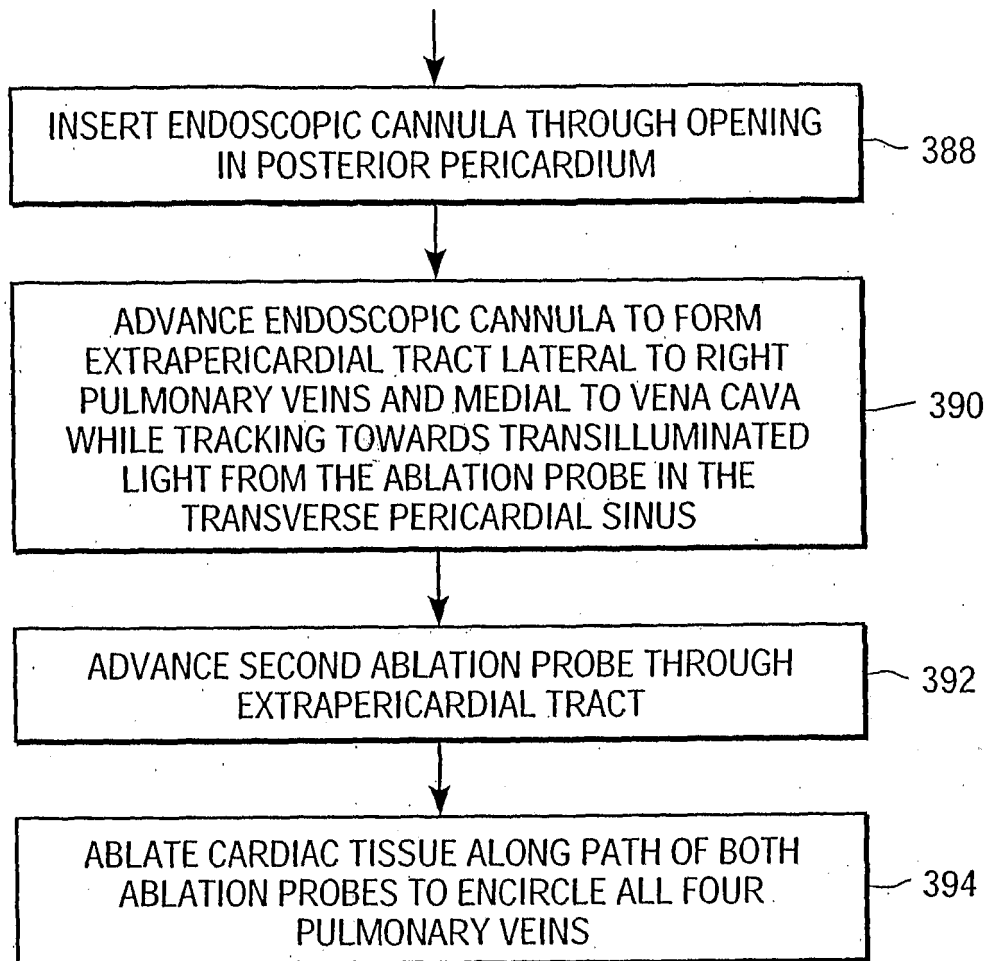 INSERT ENDOSCOPIC CANNULA THROUGH OPENING
IN POSTERIOR PERICARDIUM
388
ADVANCE ENDOSCOPIC CANNULA TO FORM
EXTRAPERICARDIAL TRACT LATERAL TO RIGHT
PULMONARY VEINS AND MEDIAL TO VENA CAVA
WHILE TRACKING TOWARDS TRANSILLUMINATED
LIGHT FROM THE ABLATION PROBE IN THE
TRANSVERSE PERICARDIAL SINUS
390
ADVANCE SECOND ABLATION PROBE THROUGH
EXTRAPERICARDIAL TRACT
392
ABLATE CARDIAC TISSUE ALONG PATH OF BOTH
ABLATION PROBES TO ENCIRCLE ALL FOUR
PULMONARY VEINS
394